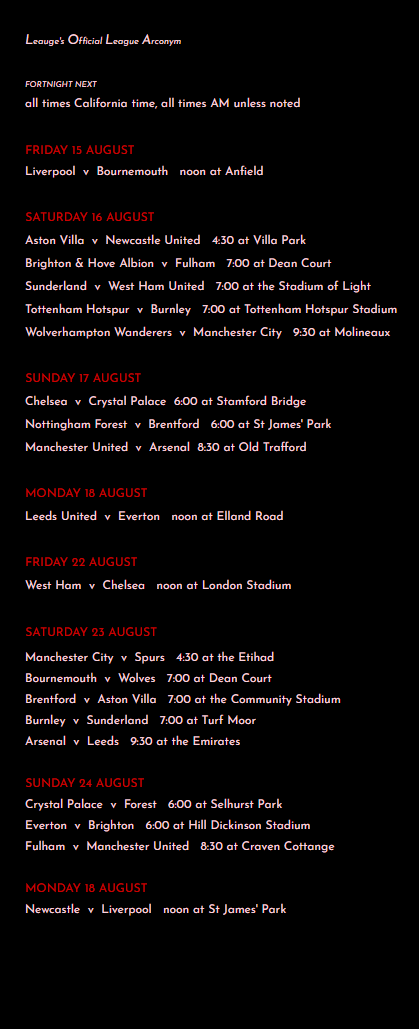 Leauge's Official League Arconym
FORTNIGHT NEXT
all times California time, all times AM unless noted
FRIDAY 15 AUGUST
Liverpool v Bournemouth noon at Anfield
SATURDAY 16 AUGUST
Aston Villa v Newcastle United 4:30 at Villa Park
Brighton & Hove Albion v Fulham 7:00 at Dean Court
Sunderland v West Ham United 7:00 at the Stadium of Light
Tottenham Hotspur v Burnley 7:00 at Tottenham Hotspur Stadium
Wolverhampton Wanderers v Manchester City 9:30 at Molineaux
SUNDAY 17 AUGUST
Chelsea v Crystal Palace 6:00 at Stamford Bridge
Nottingham Forest v Brentford 6:00 at St James' Park
Manchester United v Arsenal 8:30 at Old Trafford
MONDAY 18 AUGUST
Leeds United v Everton noon at Elland Road
FRIDAY 22 AUGUST
West Ham v Chelsea noon at London Stadium
SATURDAY 23 AUGUST
Manchester City v Spurs 4:30 at the Etihad
Bournemouth v Wolves 7:00 at Dean Court
Brentford v Aston Villa 7:00 at the Community Stadium
Burnley v Sunderland 7:00 at Turf Moor
Arsenal v Leeds 9:30 at the Emirates
SUNDAY 24 AUGUST
Crystal Palace v Forest 6:00 at Selhurst Park
Everton v Brighton 6:00 at Hill Dickinson Stadium
Fulham v Manchester United 8:30 at Craven Cottange
MONDAY 18 AUGUST
Newcastle v Liverpool noon at St James' Park